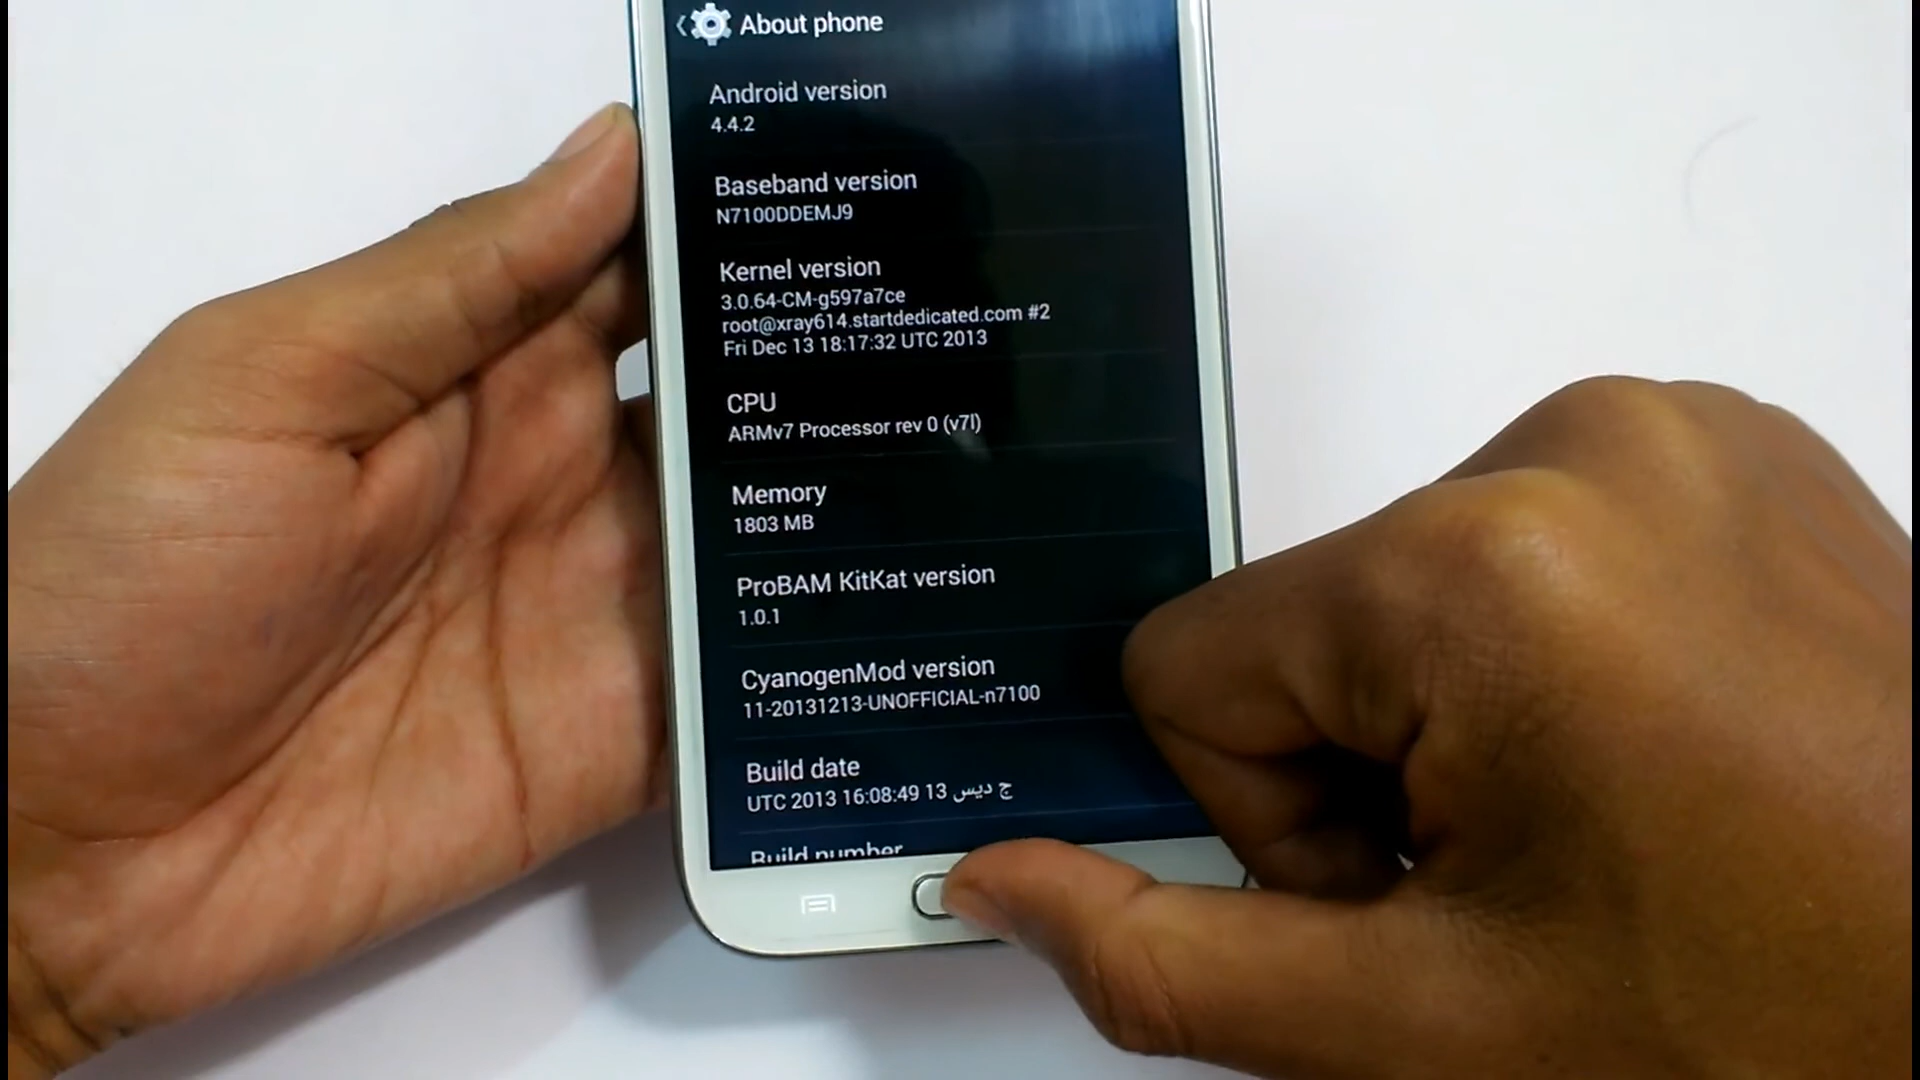 About phone
Android version
4.4.2
Baseband version
N7100DDEMJ9
Kernel version
3.0.64-CM-g597a7ce
root@xray614.startdedicated.com #2
Fri Dec 13 18:17:32 UTC 2013
CPU
ARMv7 Processor rev 0 (v7l)
Memory
1803 MB
ProBAM KitKat version
1.0.1
CyanogenMod version
11-20131213-UNOFFICIAL-n7100
Build date
UTC 2013 16:08:49 13 ج ديس
Build number